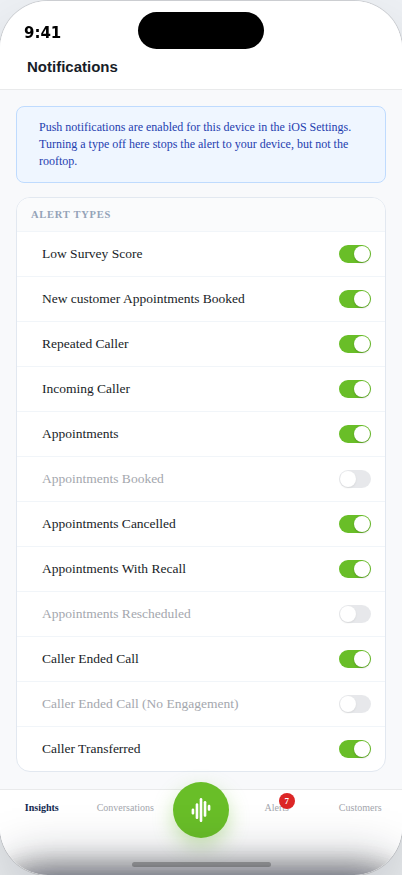 9:41
Notifications
Push notifications are enabled for this device in the iOS Settings.
Turning a type off here stops the alert to your device, but not the
rooftop.
ALERT TYPES
Low Survey Score
New customer Appointments Booked
Repeated Caller
Incoming Caller
Appointments
Appointments Booked
Appointments Cancelled
Appointments With Recall
Appointments Rescheduled
Caller Ended Call
Caller Ended Call (No Engagement)
Caller Transferred
Insights
Conversations
Alerts
7
Customers